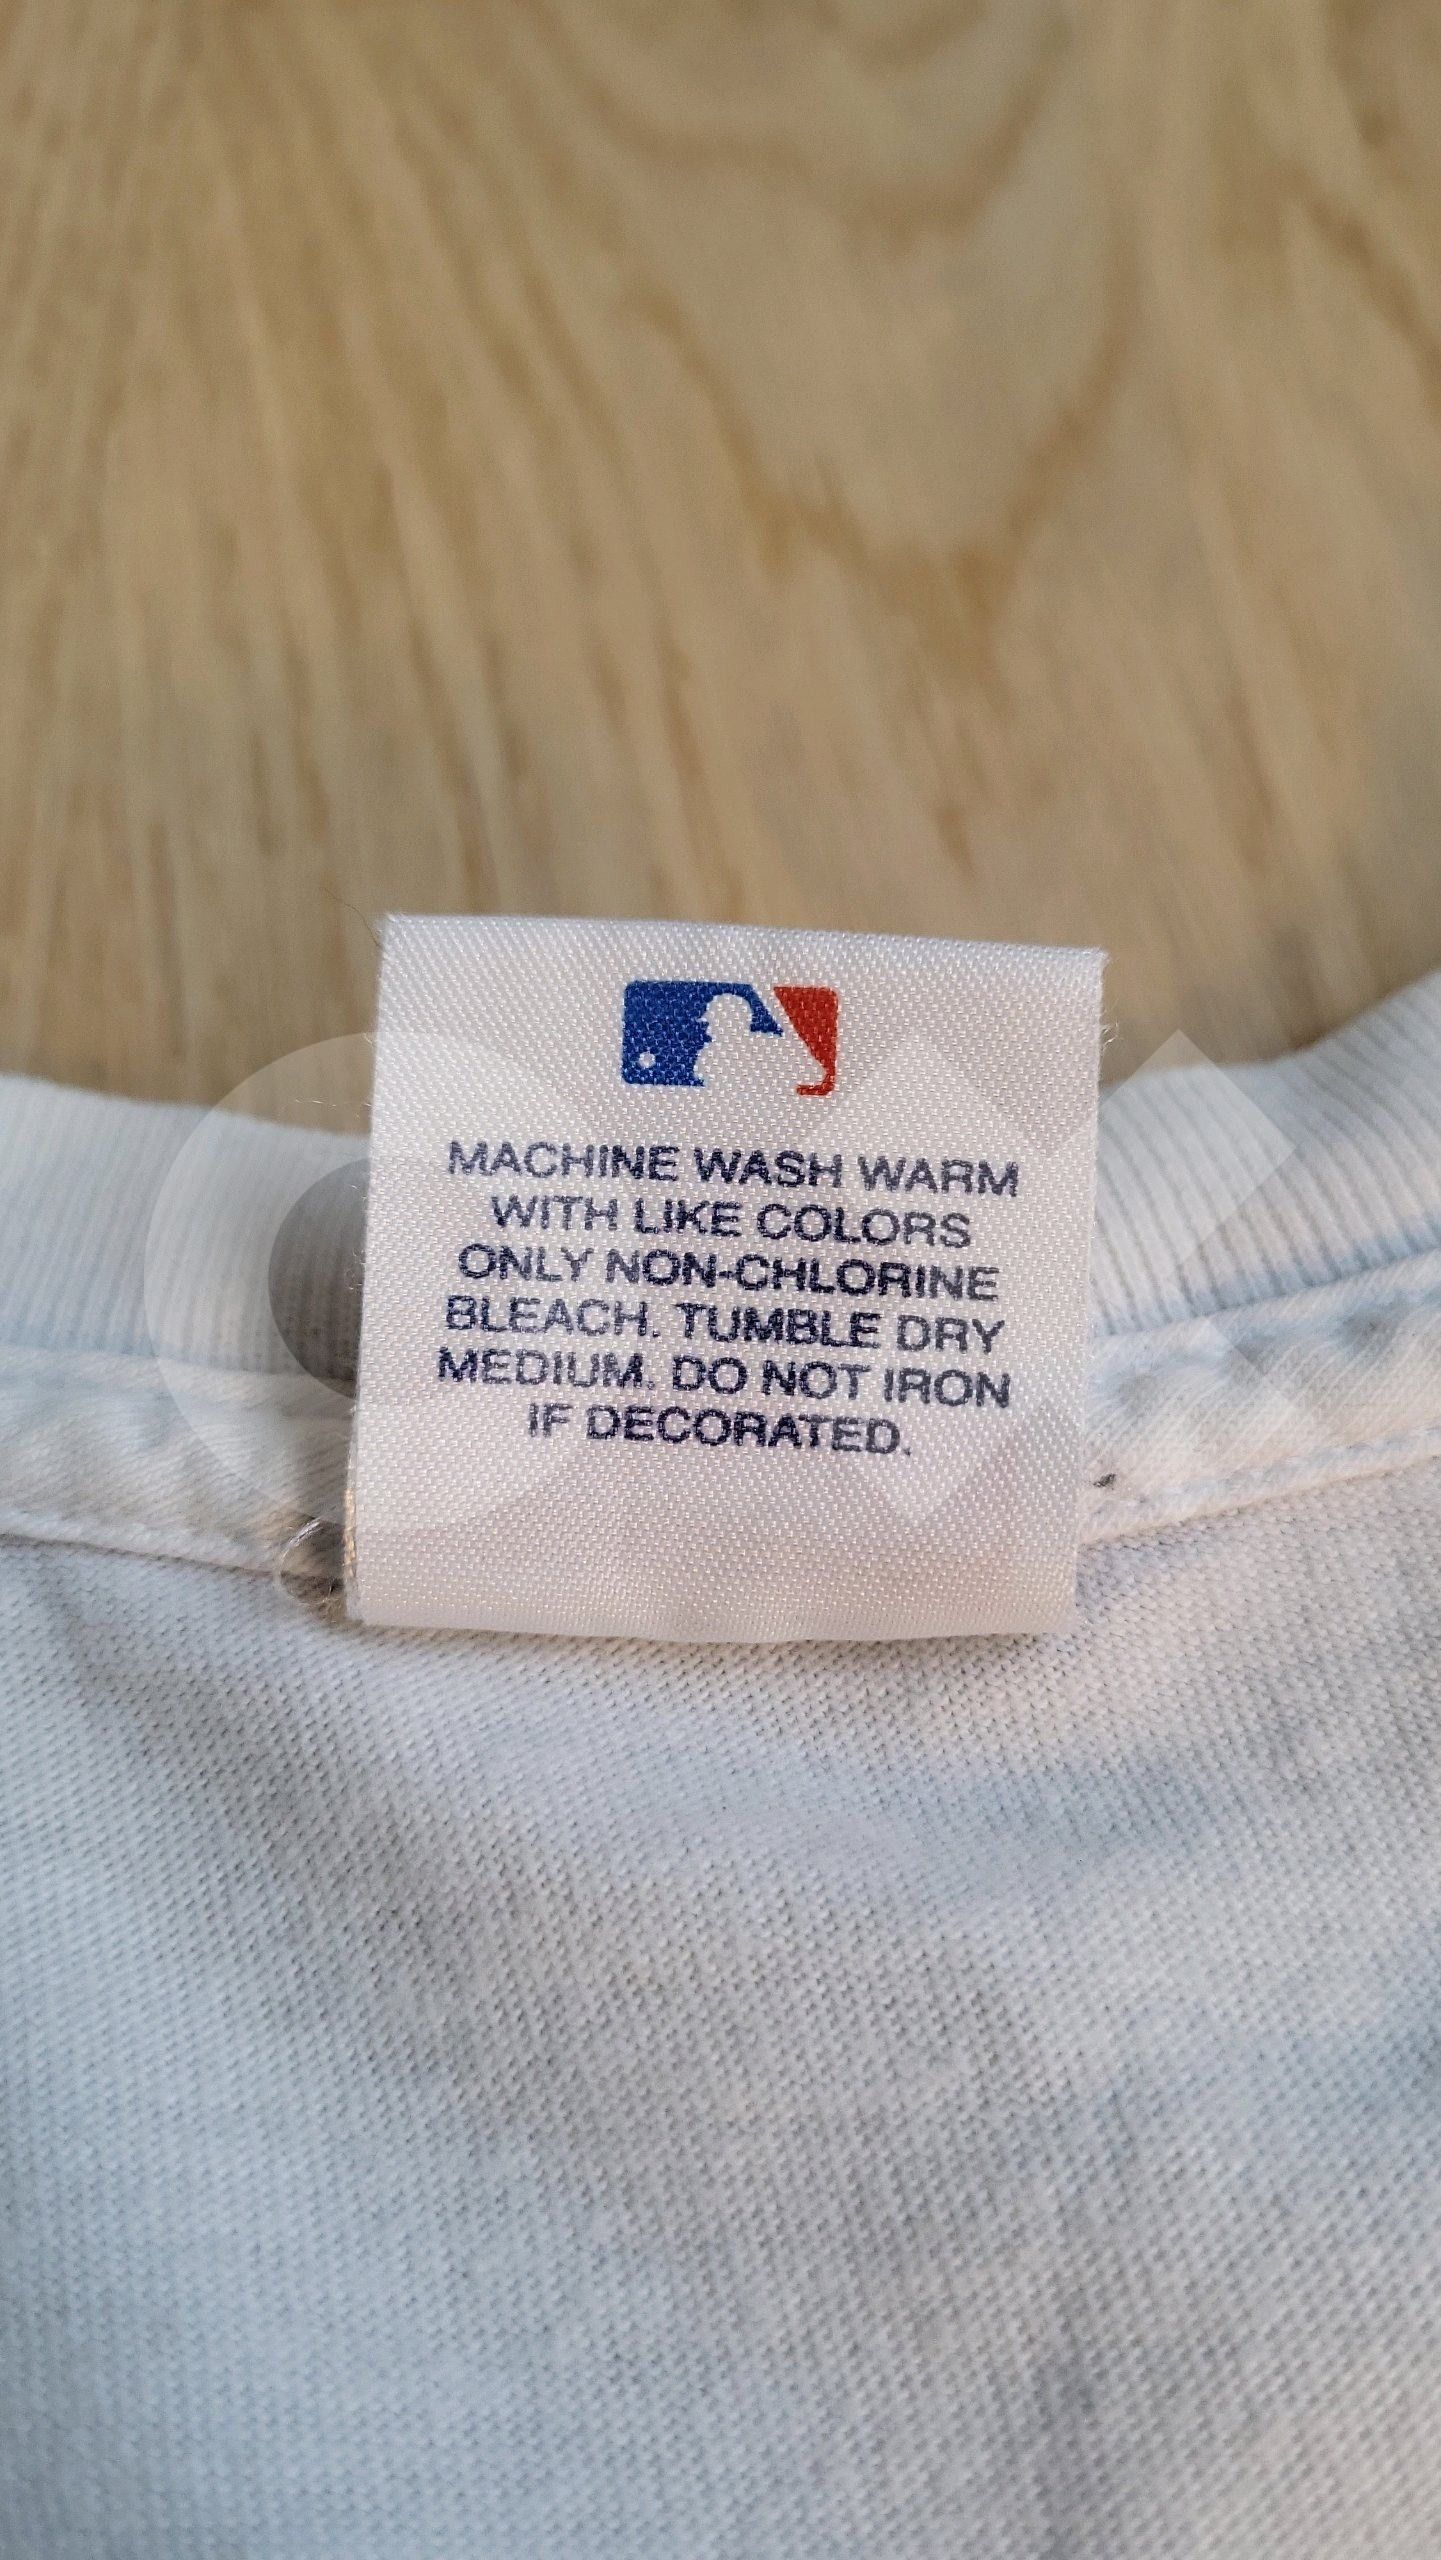 MACHINE WASH WARM
WITH LIKE COLORS
ONLY NON-CHLORINE
BLEACH. TUMBLE DRY
MEDIUM. DO NOT IRON
IF DECORATED.